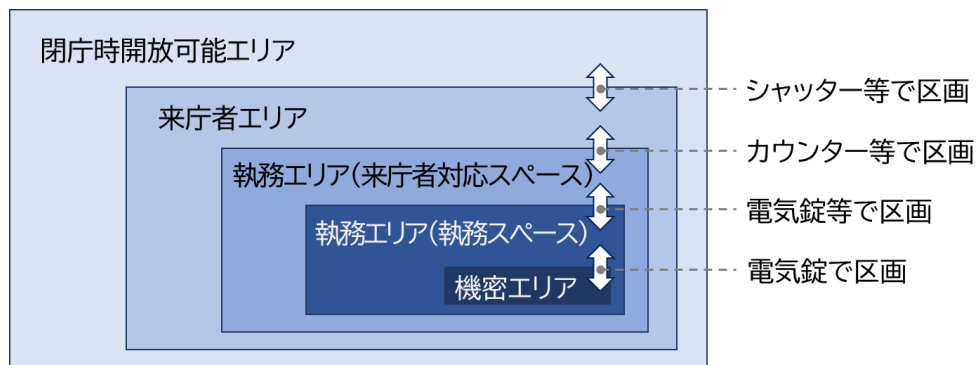 閉庁時開放可能エリア
シャッター等で区画
来庁者エリア
カウンター等で区画
執務エリア(来庁者対応スペース)
電気錠等で区画
執務エリア(執務スペース)
電気錠で区画
機密エリア